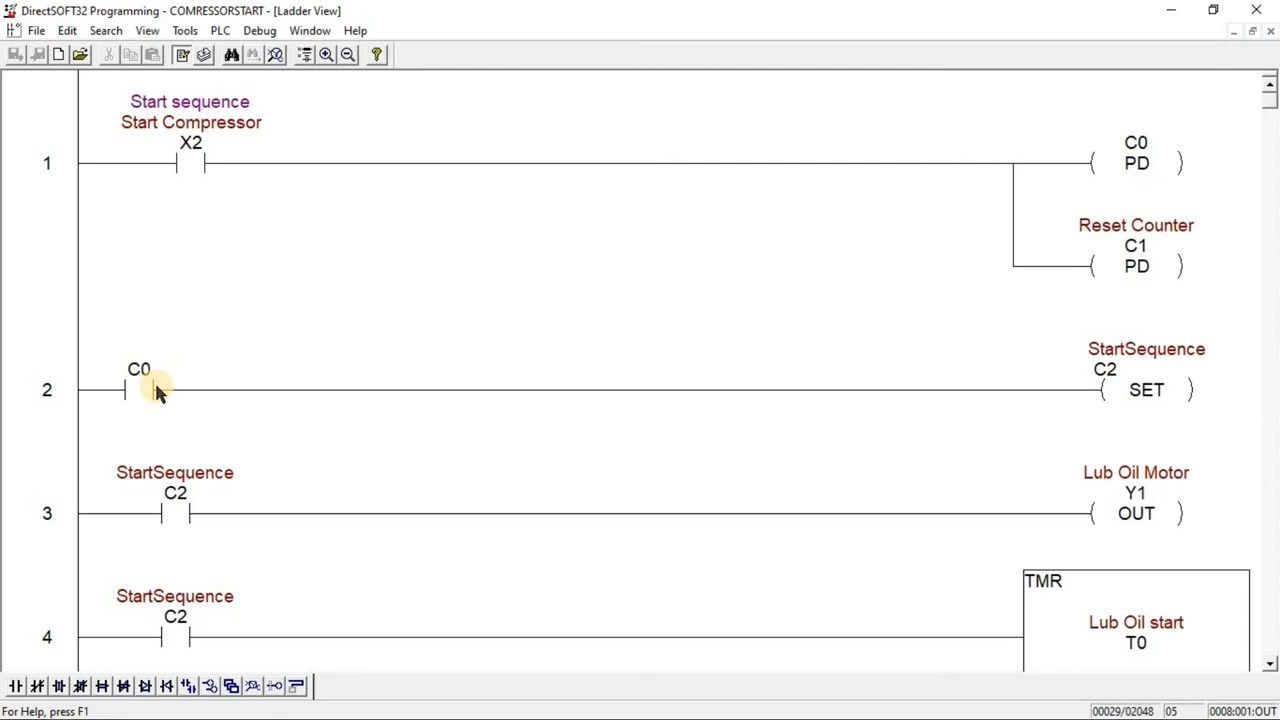 DirectSOFT32 Programming - COMRESSORSTART - [Ladder View]
File Edit Search View Tools PLC Debug Window Help
Start sequence
Start Compressor
X2
1
C0
PD
Reset Counter
C1
PD
2
C0
StartSequence
C2
SET
3
StartSequence
C2
Lub Oil Motor
Y1
OUT
4
StartSequence
C2
TMR
Lub Oil start
T0
For Help, press F1
00029/02048 05 0008:001:OUT